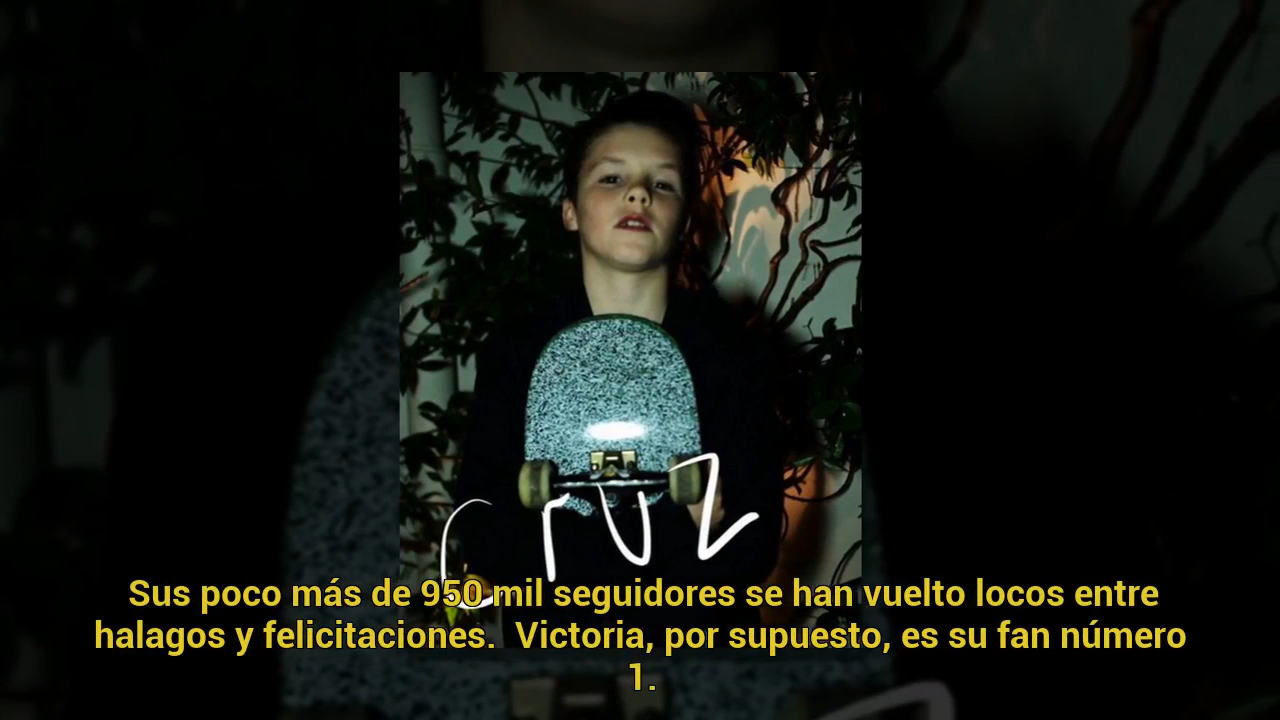 Cruz
Sus poco más de 950 mil seguidores se han vuelto locos entre
halagos y felicitaciones.  Victoria, por supuesto, es su fan número
1.